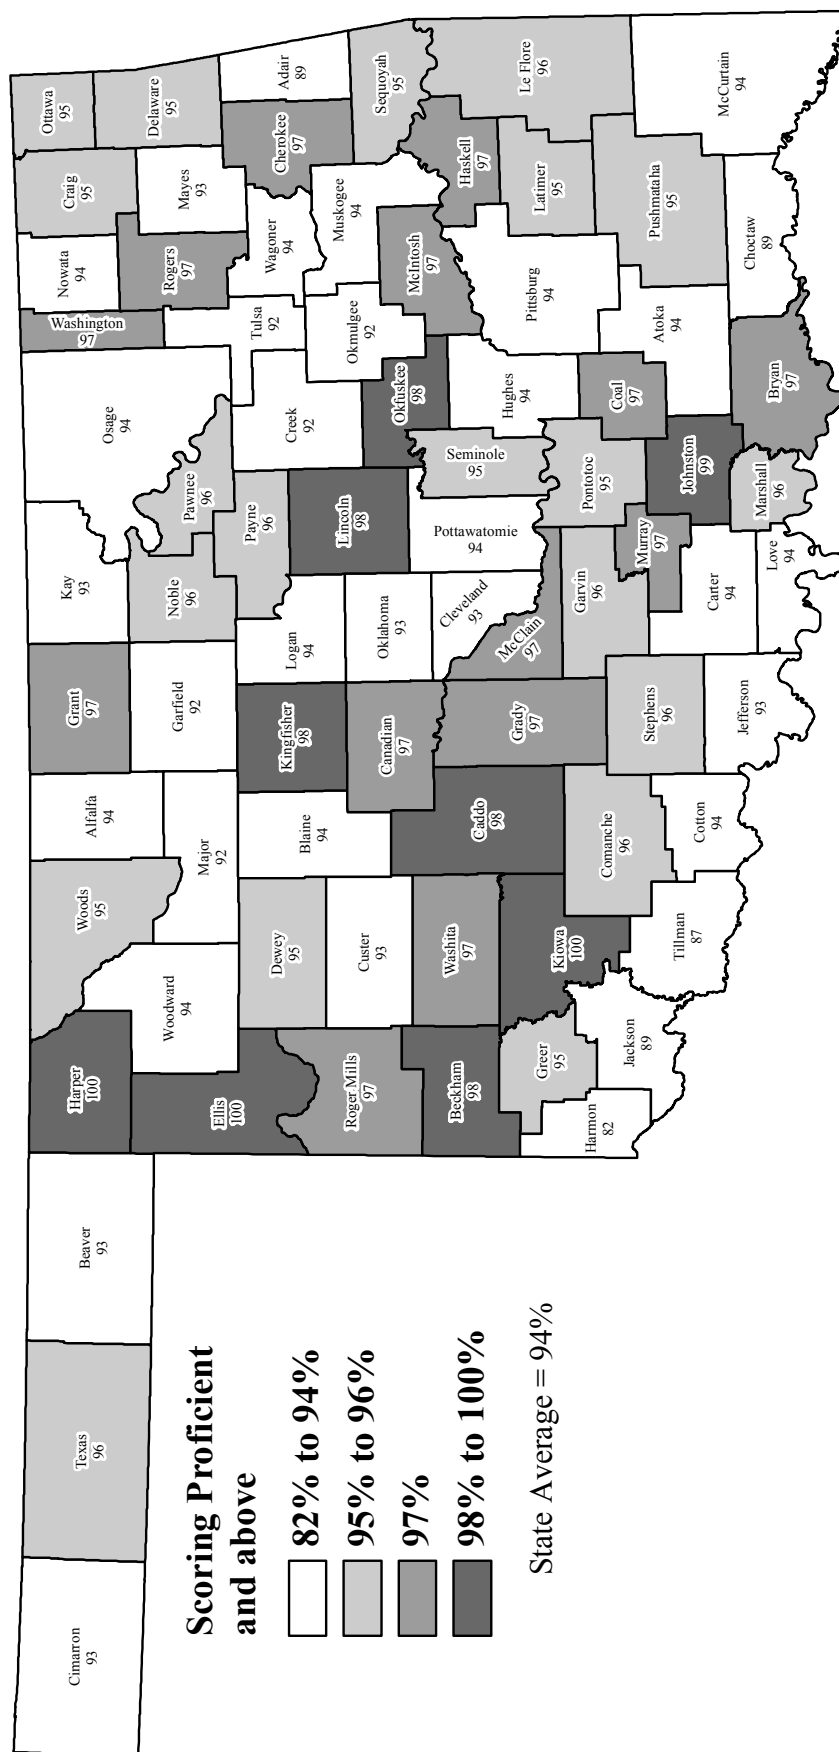 Cimarron
93
Texas
96
Beaver
93
Harper
100
Woods
95
Alfalfa
94
Grant
97
Kay
93
Osage
94
Washington
97
Nowata
94
Craig
95
Ottawa
95
Delaware
95
Ellis
100
Woodward
94
Major
92
Garfield
92
Noble
96
Pawnee
96
Rogers
97
Mayes
93
Roger Mills
97
Dewey
95
Blaine
94
Kingfisher
98
Logan
94
Payne
96
Creek
92
Tulsa
92
Wagoner
94
Cherokee
97
Adair
89
Custer
93
Canadian
97
Oklahoma
93
Lincoln
98
Okfuskee
98
Okmulgee
92
Muskogee
94
Sequoyah
95
Beckham
98
Washita
97
Caddo
98
Grady
97
Cleveland
93
McClain
97
Pottawatomie
94
Seminole
95
Hughes
94
McIntosh
97
Haskell
97
Le Flore
96
Greer
95
Kiowa
100
Harmon
82
Jackson
89
Comanche
96
Stephens
96
Garvin
96
Murray
97
Pontotoc
95
Coal
97
Pittsburg
94
Latimer
95
Tillman
87
Cotton
94
Jefferson
93
Carter
94
Love
94
Johnston
99
Marshall
96
Atoka
94
Bryan
97
Pushmataha
95
Choctaw
89
McCurtain
94
Scoring Proficient
and above
82% to 94%
95% to 96%
97%
98% to 100%
State Average = 94%